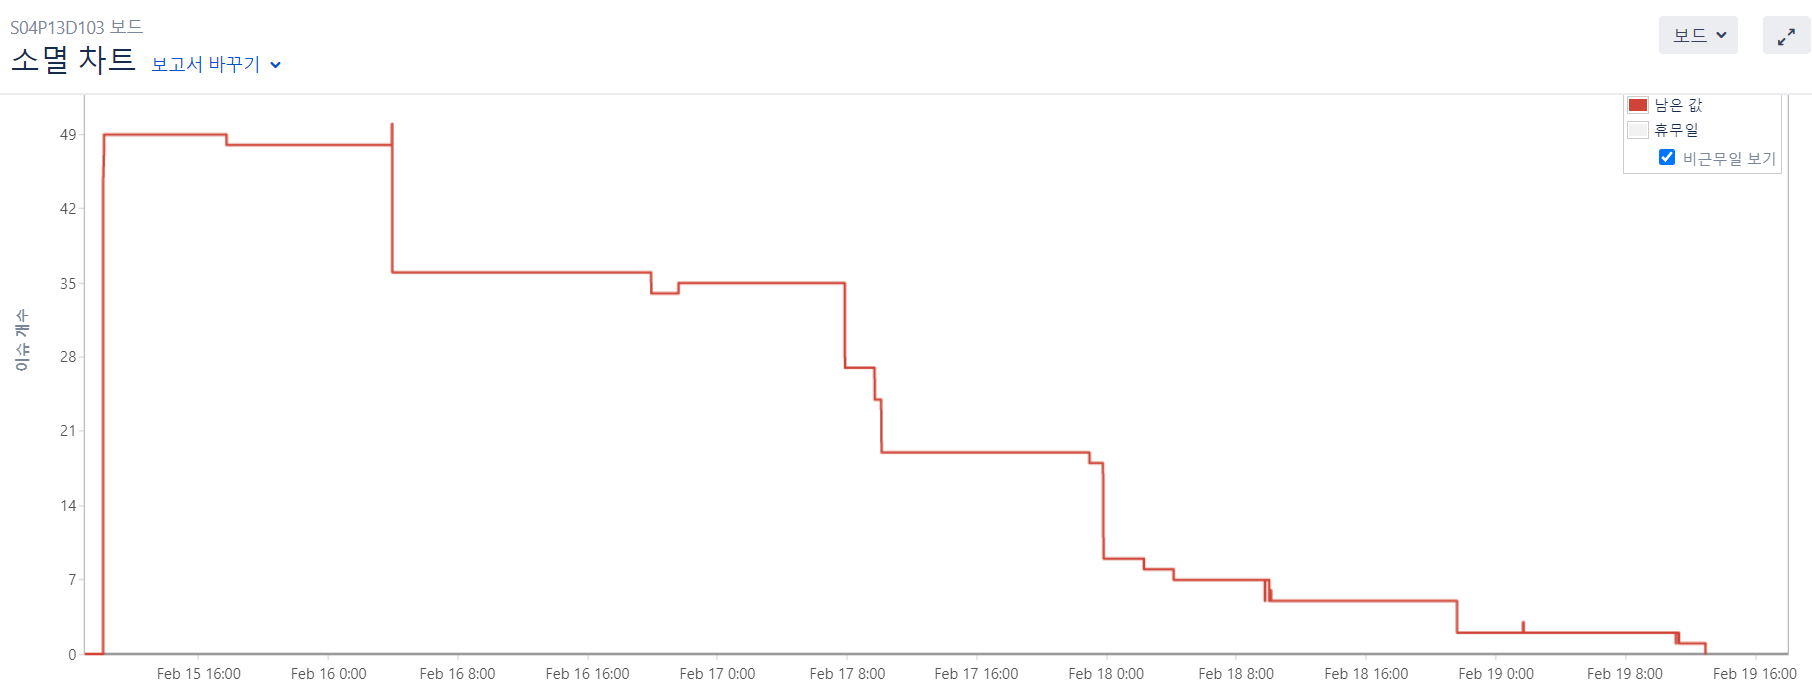 S04P13D103 보드
소멸 차트 보고서 바꾸기
보드
남은 값
휴무일
비근무일 보기
이슈 개수
49
42
35
28
21
14
7
0
Feb 15 16:00 Feb 16 0:00 Feb 16 8:00 Feb 16 16:00 Feb 17 0:00 Feb 17 8:00 Feb 17 16:00 Feb 18 0:00 Feb 18 8:00 Feb 18 16:00 Feb 19 0:00 Feb 19 8:00 Feb 19 16:00